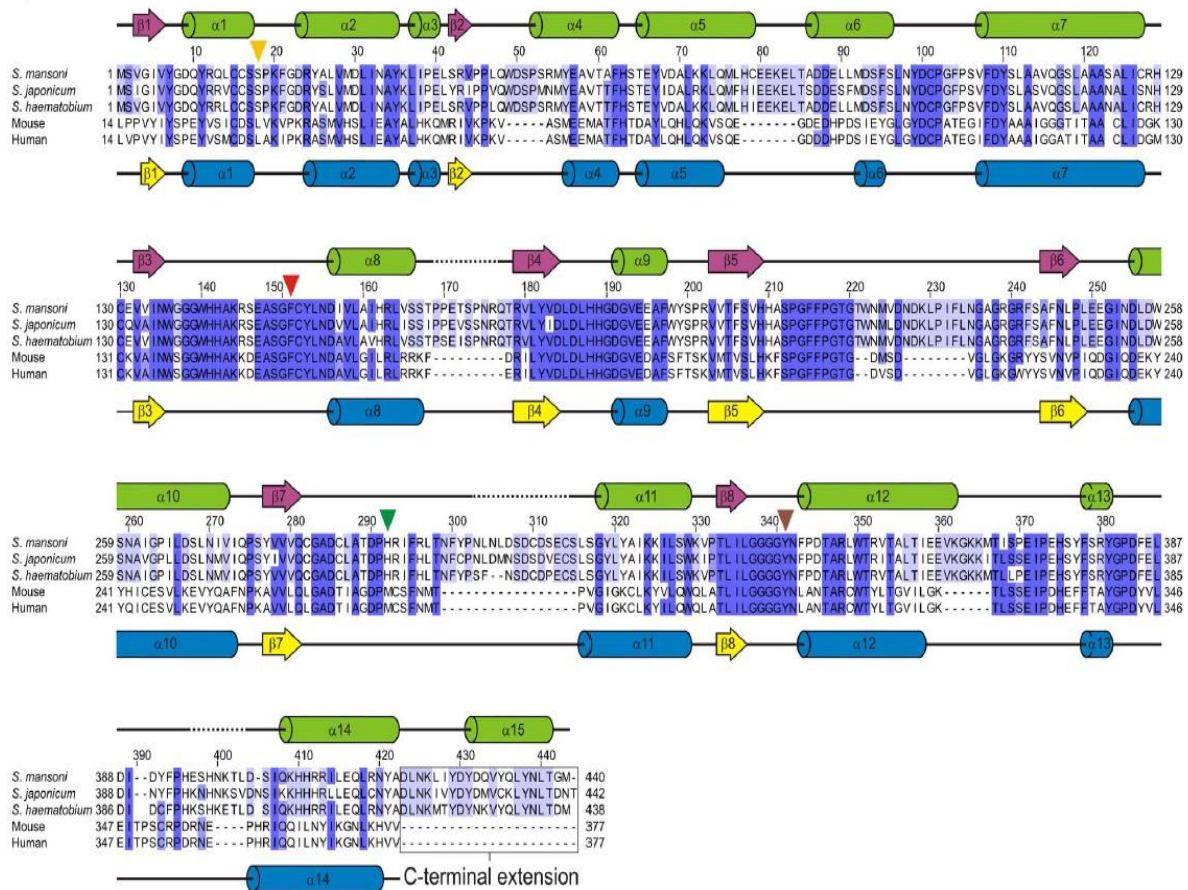 β1 α1 α2 α3 β2 α4 α5 α6 α7
10 20 30 40 50 60 70 80 90 100 110 120
S. mansoni 1 MSVGIVYGDQYRQLCCSSPKFGDRYALVMDLINAYKLIPELSRVPPLQWDSPSRMYEAVTAFHSTEYVDALKKLQMLHCEEKELTADDELLMDSFSLNYDCPGFPSVFDYSLAAVQGSLAAASALICRH 129
S. japonicum 1 MSIGIVYGDQYRRVCCSSPKFGDRYSLVMDLINAYKLIPELYRIPPVQWDSPMNMYEAVTTFHSTEYIDALRKLQMLHCEEKELTSDDESFMDSFSLNYDCPGFPSVFDYSLAAVQGSLAAASALISNH 129
S. haematobium 1 MSVGIVYGDQYRRVCCSSPKFGDRYALVMDLINAYKLIPELSRVPPLQWDSPSRMYEAVTTFHSTEYVDALKKLQMLHCEEKELTADDELLMDSFSLNYDCPGFPSVFDYSLAAVQGSLAAASALICRH 129
Mouse 14 LPPVYIYSPEYVSICDSLVKVPKRASMVHSLIEAYALHKQMRIVKPKV-----ASMEEMATFHTDAYLQHLQKVSQE-------GDEDHPDSIEYGLGYDCPATEGIFDYAAAIGGGTITAA CLIDGK 130
Human 14 LVPVYIYSPEYVSMCDSLAKIPKRASMVHSLIEAYALHKQMRIVKPKV-----ASMEEMATFHTDAYLQHLQKVSQE-------GDDDHPDSIEYGLGYDCPATEGIFDYAAAIGGATITAA CLIDGM 130
β1 α1 α2 α3 β2 α4 α5 α6 α7
β3 α8 β4 α9 β5 β6
130 140 150 160 170 180 190 200 210 220 230 240 250
S. mansoni 130 CEVVINWGGGWHHAKRSEASGFCYLNDIVLAIHRLVSSTPPETSPNRQTRVLYVDLDLHHGDGVEEAFWYSPRVVTFSVHHASPGFFPGTGTWNMVDNDKLPIFLNGAGRGRFSAFNLPLEEGINDLDW 258
S. japonicum 130 CQVAINWGGGWHHAKRSEASGFCYLNDVVLAIHRLISSIPPEVSSNRQTRVLYIDLDLHHGDGVEEAFWYSPRVVTFSVHHASPGFFPGTGTWNMLDNDKLPIFLNGAGRGRFSAFNLPLEEGINDLDW 258
S. haematobium 130 CEVVINWGGGWHHAKRSEASGFCYLNDIVLAVHRLVSSTPSEISPNRQTRVLYVDLDLHHGDGVEEAFWYSPRVVTFSVHHASPGFFPGTGTWNMVDNDKLPIFLNGAGRGRFSAFNLPLEEGINDLDW 258
Mouse 131 CKVAINWSGGWHHAKKDEASGFCYLNDAVLGILRLRRKF----------DRILYVDLDLHHGDGVEDAFSFTSKVMTVSLHKFSPGFFPGTG--DMSD-------VGLGKGRYYSVNVPIQDGIQDEKY 240
Human 131 CKVAINWSGGWHHAKKDEASGFCYLNDAVLGILRLRRKF----------ERILYVDLDLHHGDGVEDAFSFTSKVMTVSLHKFSPGFFPGTG--DVSD-------VGLGKGWYYSVNVPIQDGIQDEKY 240
β3 α8 β4 α9 β5 β6
α10 β7 α11 β8 α12 α13
260 270 280 290 300 310 320 330 340 350 360 370 380
S. mansoni 259 SNAIGPILDSLNIVIQPSYVVVQCGADCLATDPHRIFRLTNFYPNLNLDSDCDSECSLSGYLYAIKKILSWKVPTLILGGGGYNFPDTARLWTRVTALTIEEVKGKKMTISPEIPEHSYFSRYGPDFEL 387
S. japonicum 259 SNAVGPILDSLNMVIQPSYIVVQCGADCLATDPHRIFHLTNFCPNLDMNSDSDVECSLSGYLYAIKKILSWKVPTLILGGGGYNFPDTARLWTRVTALTIEEVKGKKMTISPEIPEHSYFSRYGPDFEL 387
S. haematobium 259 SNAIGPILDSLNMVIQPSYVVVQCGADCLATDPHRIFHLTNFYPSF--NSDCDPECSLSGYLYAIKKILSWKVPTLILGGGGYNFPDTARLWTRVTALTIEEVKGKKMTLLPEIPEHSYFSRYGPDFEL 385
Mouse 241 YHICESVLKEVYQAFNPKAVVLQLGADTIAGDPMCSFNMT---------------PVGIGKCLKYVLQWQLATLILGGGGYNLANTARCWTYLTGVILGK-----TLSSEIPDHEFFTAYGPDYVL 346
Human 241 YQICESVLKEVYQAFNPKAVVLQLGADTIAGDPMCSFNMT---------------PVGIGKCLKYILQWQLATLILGGGGYNLANTARCWTYLTGVILGK-----TLSSEIPDHEFFTAYGPDYVL 346
α10 β7 α11 β8 α12 α13
α14 α15
390 400 410 420 430 440
S. mansoni 388 DI--DYFPHESHNKTLD-SIQKHHRRILEQLRNYADLNKLIYDYDQVYQLYNLTGM- 440
S. japonicum 388 DI--NYFPHKNHNKSVDNSIKKHHRLLEQLCNYADLNKIVYDYDMVCKLYNLTDNT 442
S. haematobium 386 DI DCFPHKSHKETLD SIQKHHRRILEQLRNYADLNKMTYDYNKVYQLYNLTDM 438
Mouse 347 EITPSCRPDRNE----PHRIQQILNYIKGNLKHVV---------------------- 377
Human 347 EITPSCRPDRNE----PHRIQQILNYIKGNLKHVV---------------------- 377
α14 C-terminal extension